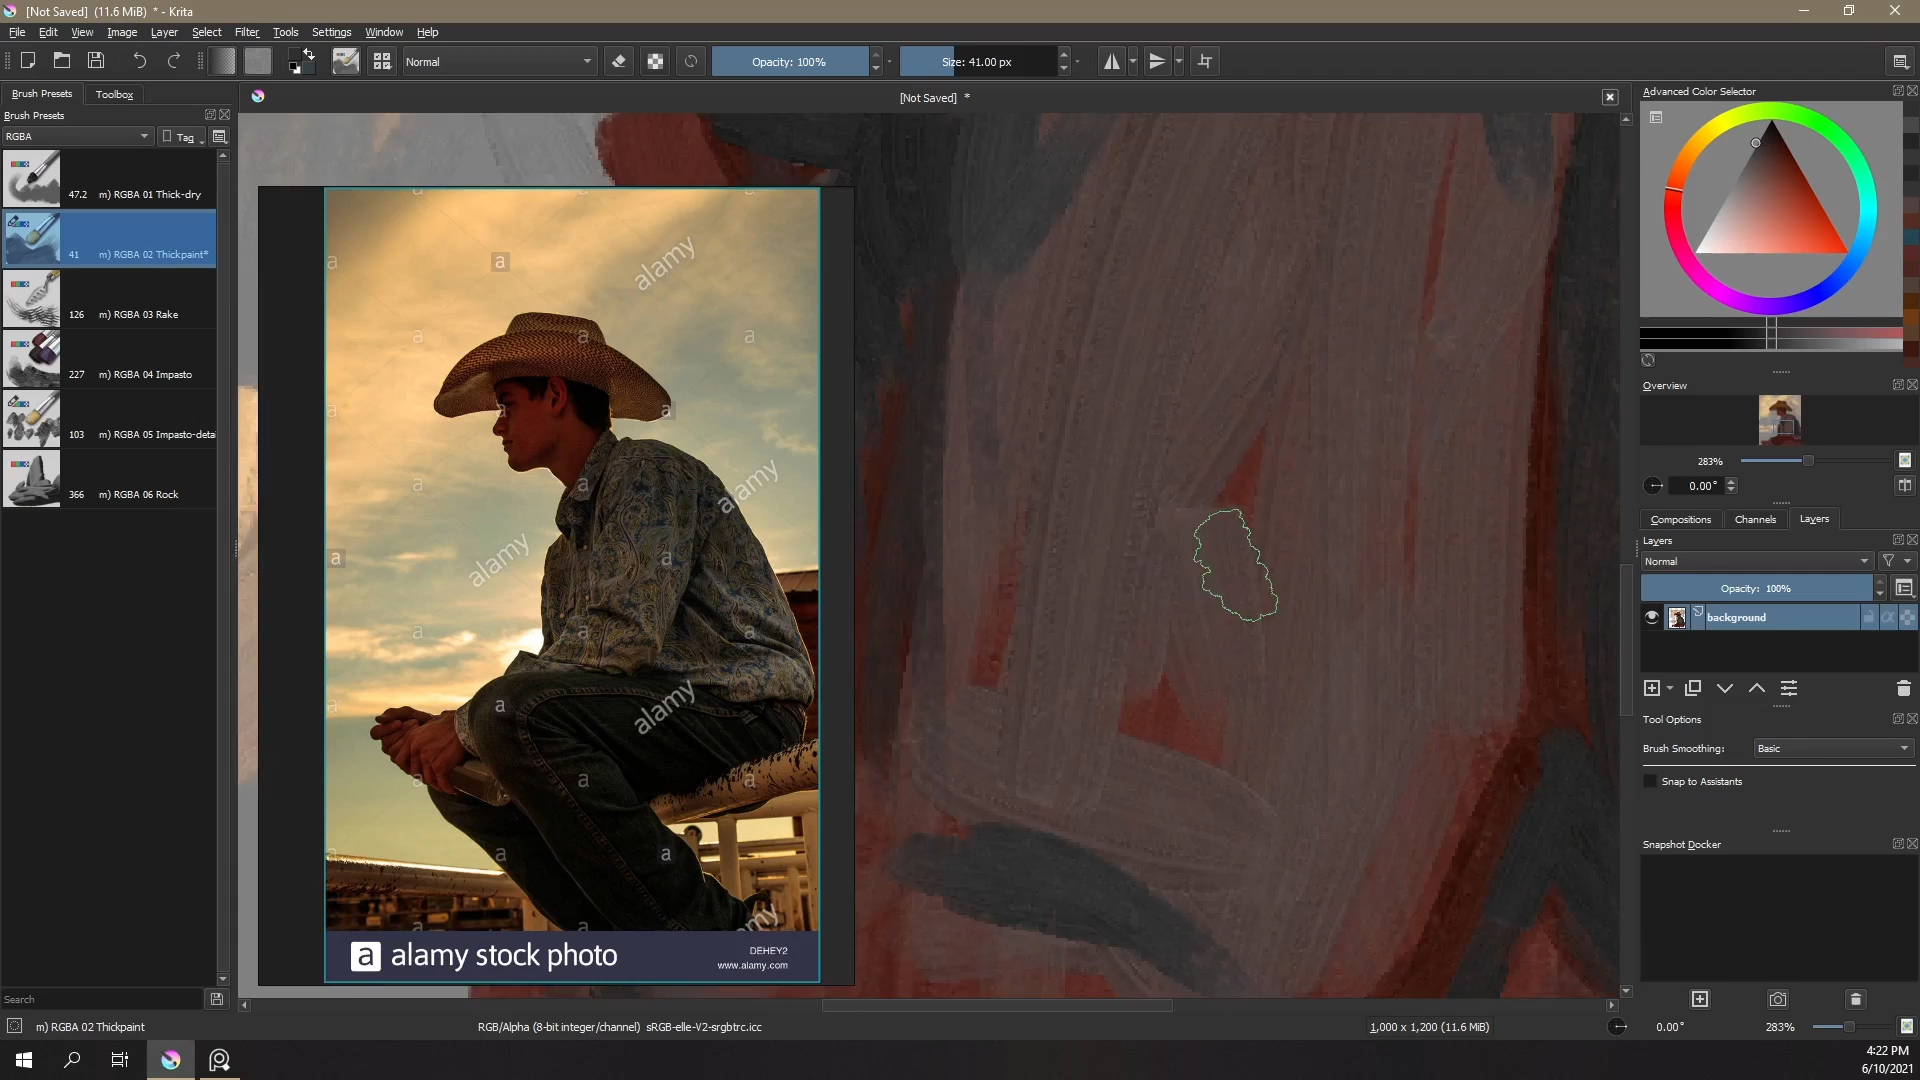 [Not Saved]  (11.6 MiB)  * - Krita
File Edit View Image Layer Select Filter Tools Settings Window Help
Normal
Opacity: 100%
Size: 41.00 px
Brush Presets
Toolbox
[Not Saved]  *
Advanced Color Selector
Brush Presets
RGBA
Tag
47.2 m) RGBA 01 Thick-dry
41 m) RGBA 02 Thickpaint*
126 m) RGBA 03 Rake
227 m) RGBA 04 Impasto
103 m) RGBA 05 Impasto-detai
366 m) RGBA 06 Rock
alamy
alamy
alamy
alamy
a
a
a
a alamy stock photo
DEHEY2
www.alamy.com
Overview
283%
0.00°
Compositions
Channels
Layers
Layers
Normal
Opacity: 100%
background
Tool Options
Brush Smoothing:
Basic
Snap to Assistants
Snapshot Docker
Search
m) RGBA 02 Thickpaint
RGB/Alpha (8-bit integer/channel)  sRGB-elle-V2-srgbtrc.icc
1,000 x 1,200 (11.6 MiB)
0.00°
283%
4:22 PM
6/10/2021